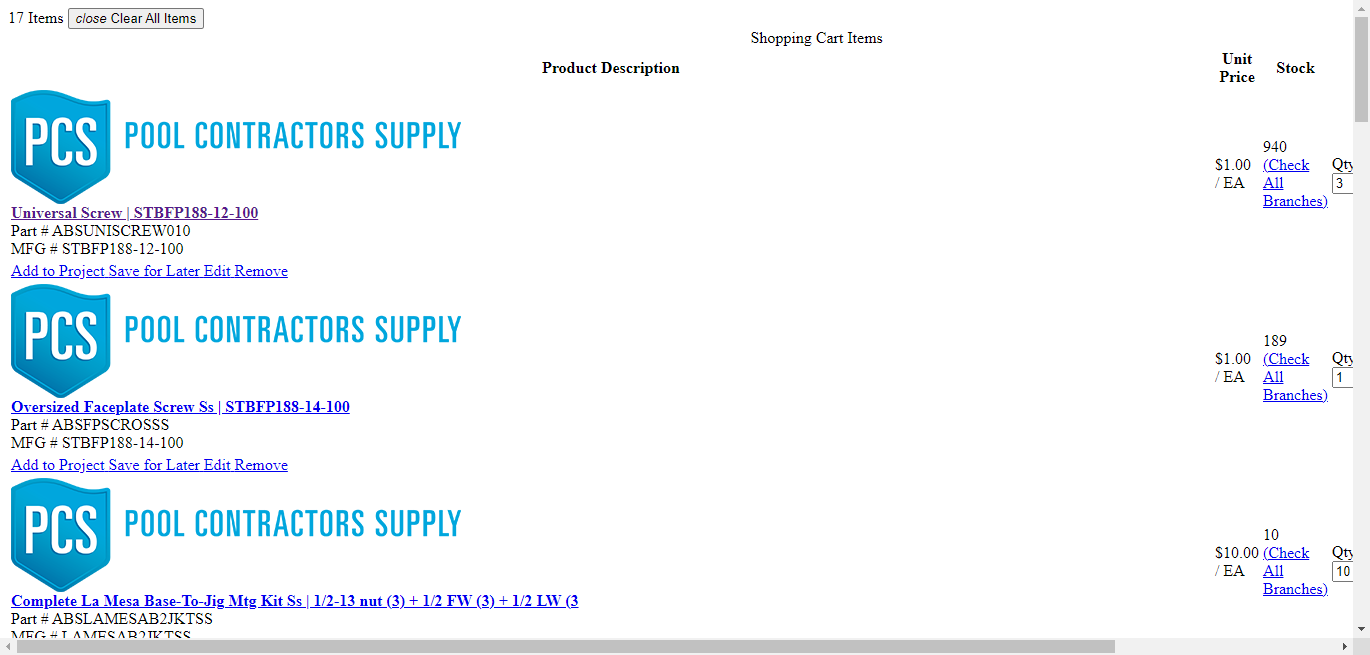 17 Items close Clear All Items
Shopping Cart Items
Product Description Unit Price Stock
PCS POOL CONTRACTORS SUPPLY
Universal Screw | STBFP188-12-100
Part # ABSUNISCREW010
MFG # STBFP188-12-100
Add to Project Save for Later Edit Remove
$1.00
/ EA
940
(Check
All
Branches)
Qty
3
PCS POOL CONTRACTORS SUPPLY
Oversized Faceplate Screw Ss | STBFP188-14-100
Part # ABSFPSCROSSS
MFG # STBFP188-14-100
Add to Project Save for Later Edit Remove
$1.00
/ EA
189
(Check
All
Branches)
Qty
1
PCS POOL CONTRACTORS SUPPLY
Complete La Mesa Base-To-Jig Mtg Kit Ss | 1/2-13 nut (3) + 1/2 FW (3) + 1/2 LW (3
Part # ABSLAMESAB2JKTSS
MFG # LAMESAB2JKTSS
$10.00
/ EA
10
(Check
All
Branches)
Qty
10